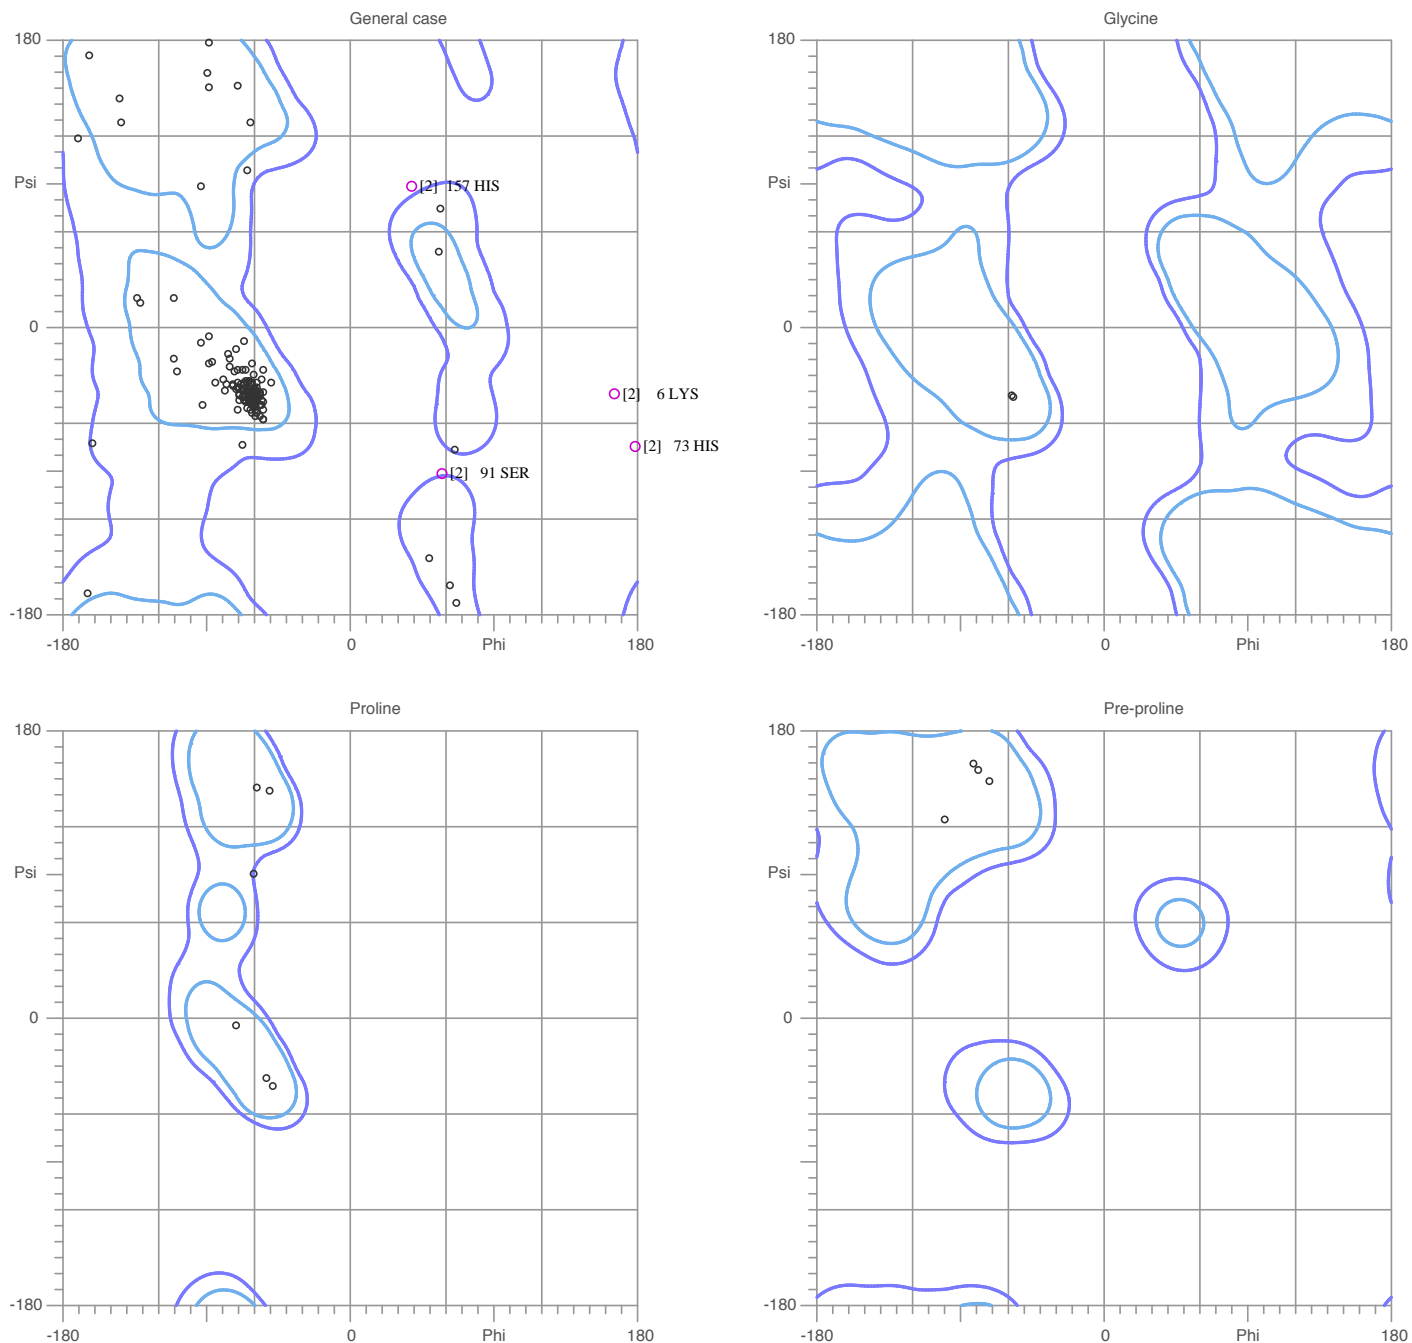 General case
180
Psi
0
-180
-180 0 Phi 180
[2] 157 HIS
[2] 6 LYS
[2] 73 HIS
[2] 91 SER
Glycine
180
Psi
0
-180
-180 0 Phi 180
Proline
180
Psi
0
-180
-180 0 Phi 180
Pre-proline
180
Psi
0
-180
-180 0 Phi 180